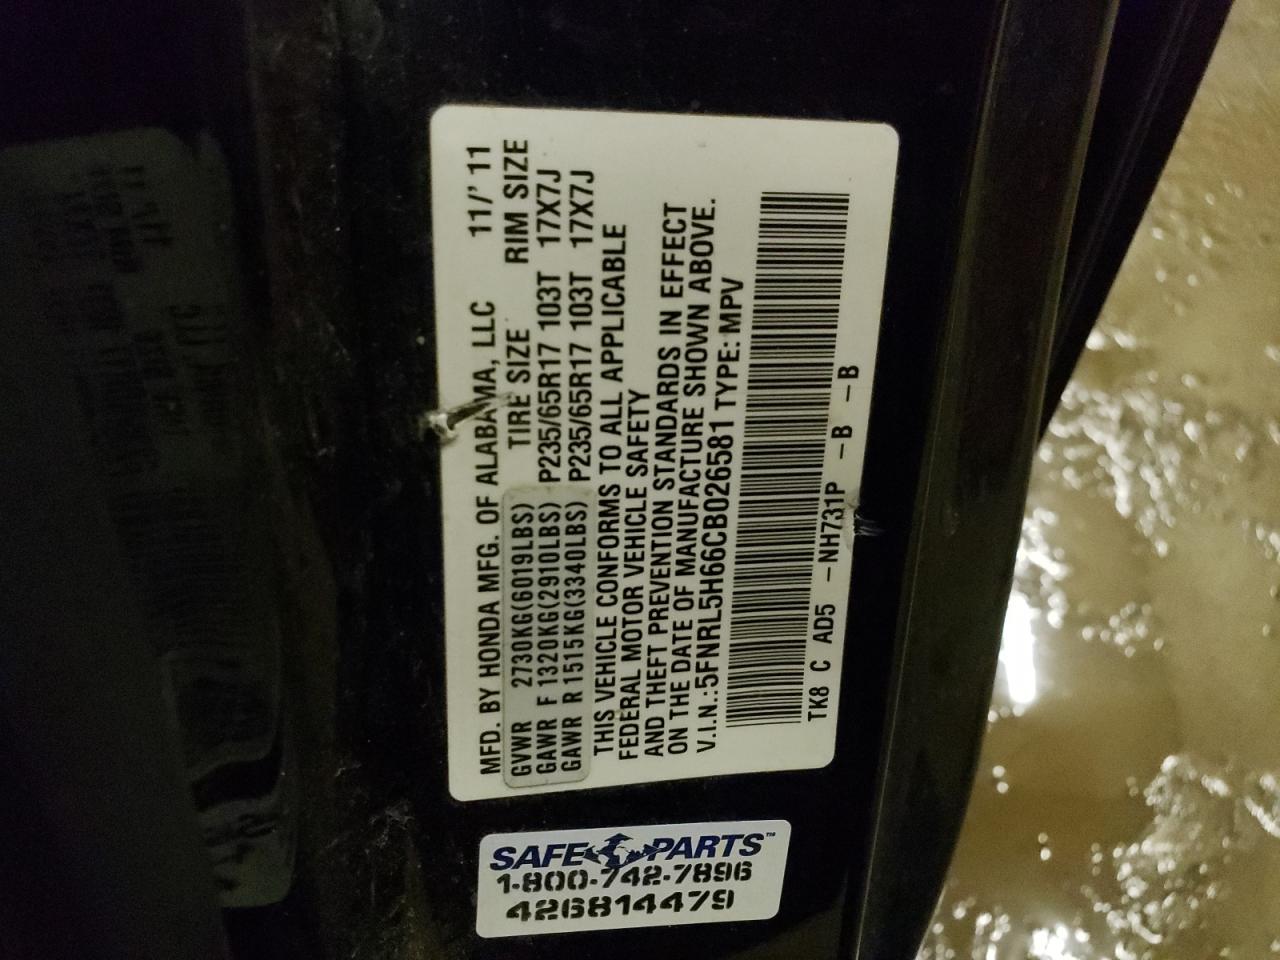 MFD. BY HONDA MFG. OF ALABAMA, LLC 11/' 11
GVWR 2730KG(6019LBS) TIRE SIZE RIM SIZE
GAWR F 1320KG(2910LBS) P235/65R17 103T 17X7J
GAWR R 1515KG(3340LBS) P235/65R17 103T 17X7J
THIS VEHICLE CONFORMS TO ALL APPLICABLE
FEDERAL MOTOR VEHICLE SAFETY
AND THEFT PREVENTION STANDARDS IN EFFECT
ON THE DATE OF MANUFACTURE SHOWN ABOVE.
V.I.N.:5FNRL5H66CB026581 TYPE: MPV
TK8 C AD5 -NH731P -B -B
SAFE PARTS™
1-800-742-7896
426814479